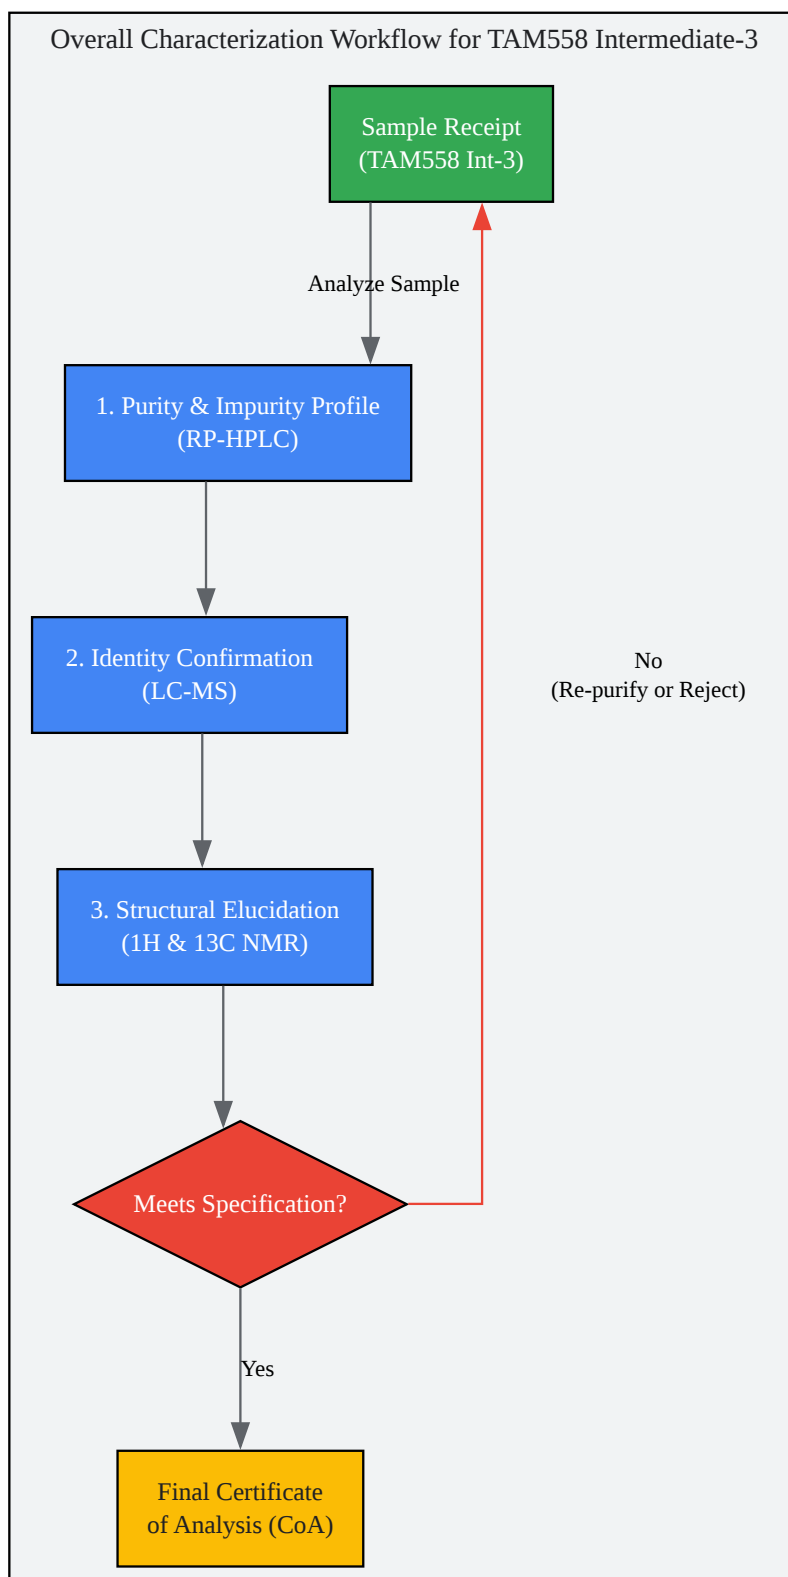 Overall Characterization Workflow for TAM558 Intermediate-3
Sample Receipt
(TAM558 Int-3)
Analyze Sample
1. Purity & Impurity Profile
(RP-HPLC)
2. Identity Confirmation
(LC-MS)
No
(Re-purify or Reject)
3. Structural Elucidation
(1H & 13C NMR)
Meets Specification?
Yes
Final Certificate
of Analysis (CoA)